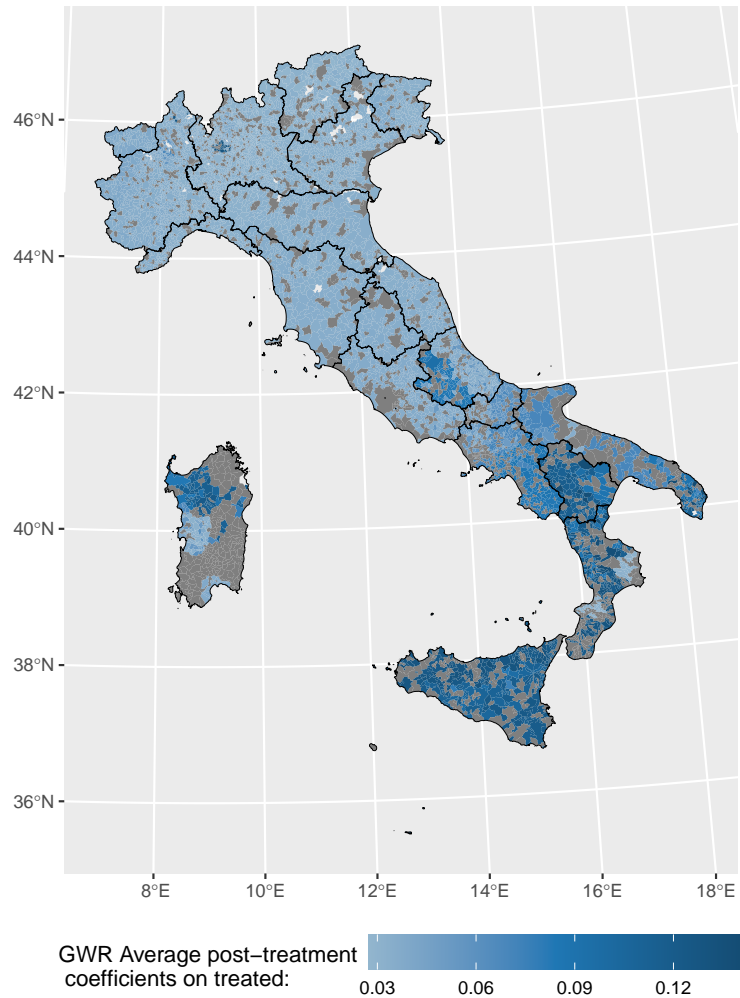 46°N
44°N
42°N
40°N
38°N
36°N
8°E 10°E 12°E 14°E 16°E 18°E
GWR Average post−treatment
coefficients on treated:
0.03 0.06 0.09 0.12